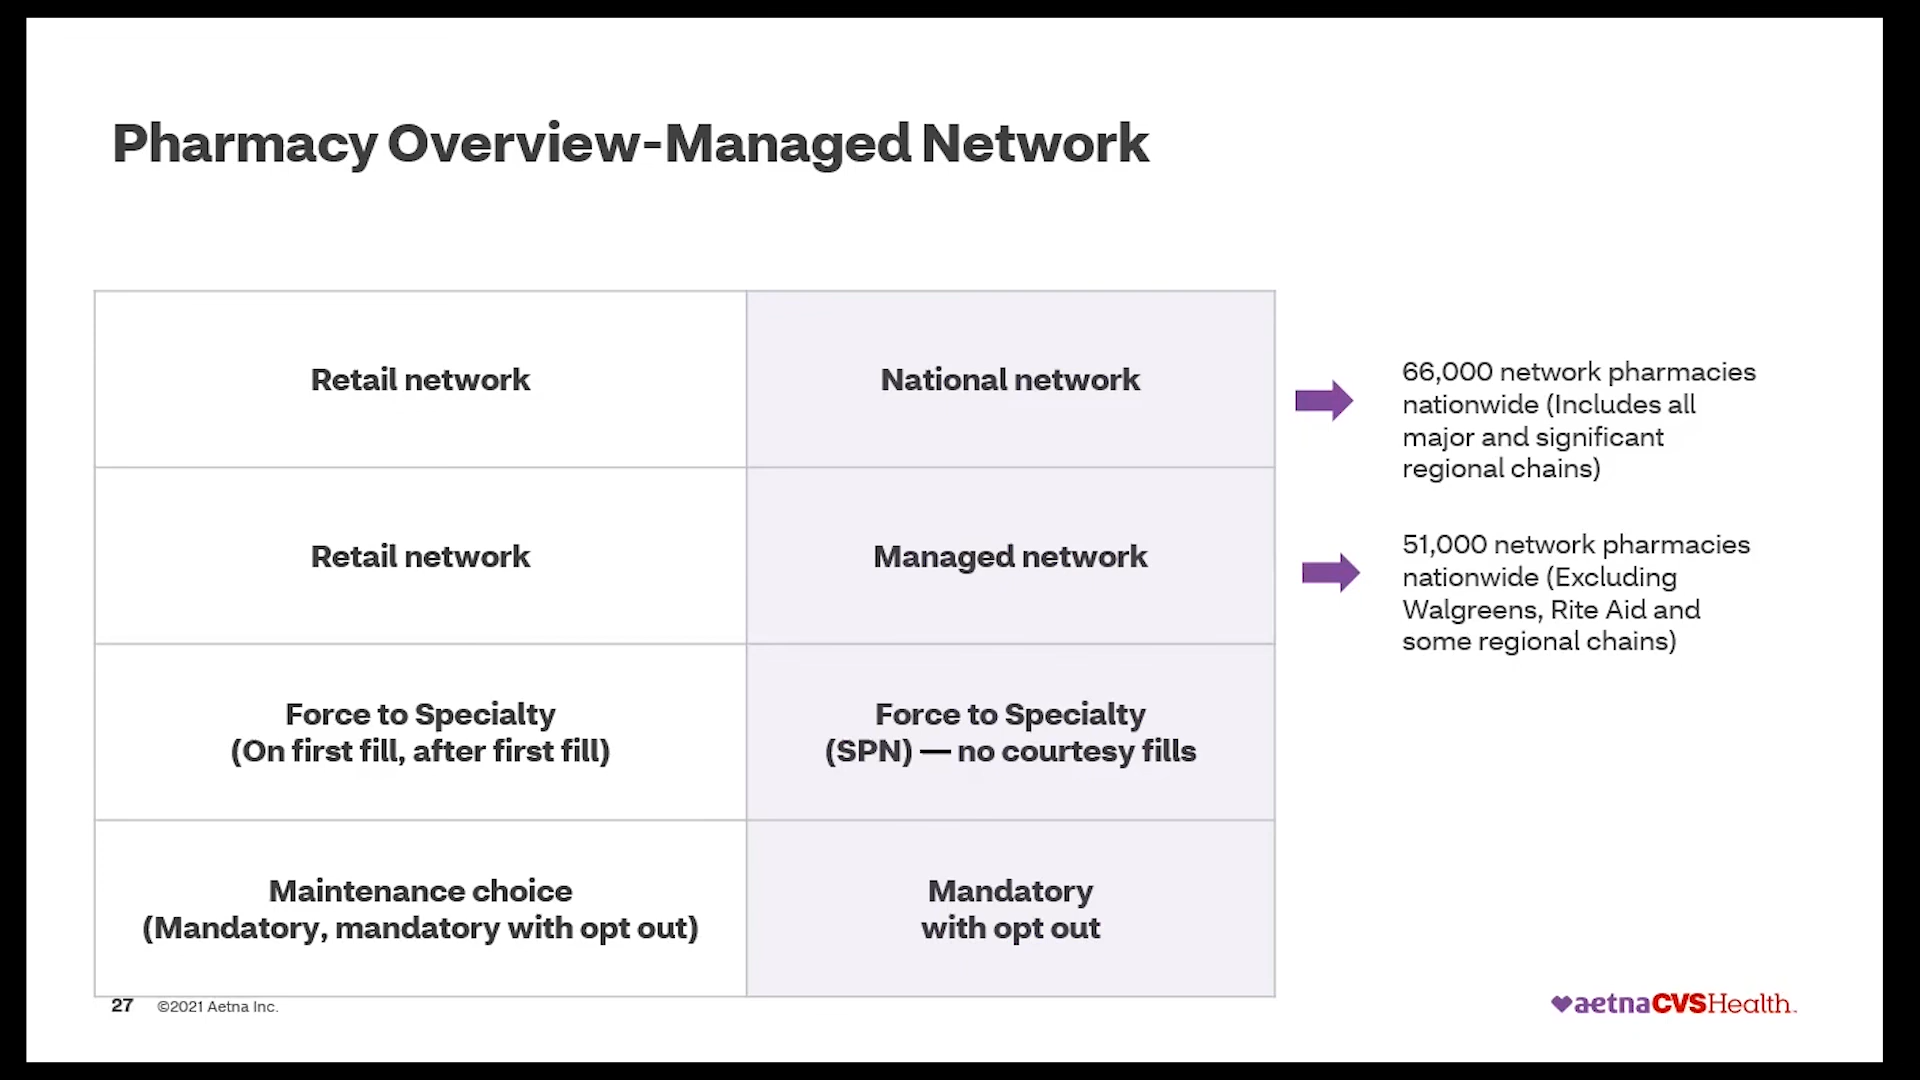 Pharmacy Overview-Managed Network
Retail network
National network
66,000 network pharmacies
nationwide (Includes all
major and significant
regional chains)
Retail network
Managed network
51,000 network pharmacies
nationwide (Excluding
Walgreens, Rite Aid and
some regional chains)
Force to Specialty
(On first fill, after first fill)
Force to Specialty
(SPN) — no courtesy fills
Maintenance choice
(Mandatory, mandatory with opt out)
Mandatory
with opt out
27 ©2021 Aetna Inc.
aetna CVSHealth.